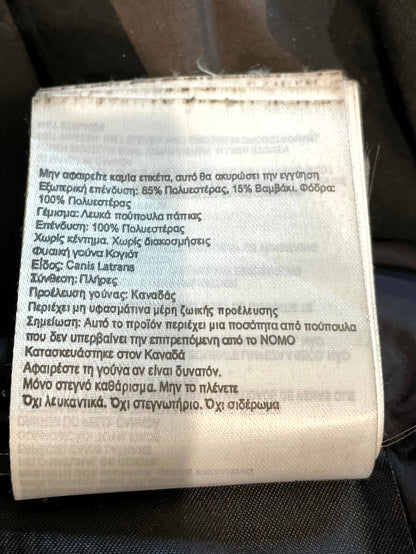 Μην αφαιρείτε καμία ετικέτα, αυτό θα ακυρώσει την εγγύηση
Εξωτερική επένδυση: 85% Πολυεστέρας, 15% Βαμβάκι. Φόδρα:
100% Πολυεστέρας
Γέμισμα: Λευκά πούπουλα πάπιας
Επένδυση: 100% Πολυεστέρας
Χωρίς κέντημα. Χωρίς διακοσμήσεις
Φυσική γούνα Κογιότ
Είδος: Canis Latrans
Σύνθεση: Πλήρες
Προέλευση γούνας: Καναδάς
Περιέχει μη υφασμάτινα μέρη ζωικής προέλευσης
Σημείωση: Αυτό το προϊόν περιέχει μια ποσότητα από πούπουλα
που δεν υπερβαίνει την επιτρεπόμενη από το ΝΟΜΟ
Κατασκευάστηκε στον Καναδά
Αφαιρέστε τη γούνα αν είναι δυνατόν.
Μόνο στεγνό καθάρισμα. Μην το πλένετε
Όχι λευκαντικά. Όχι στεγνωτήριο. Όχι σιδέρωμα